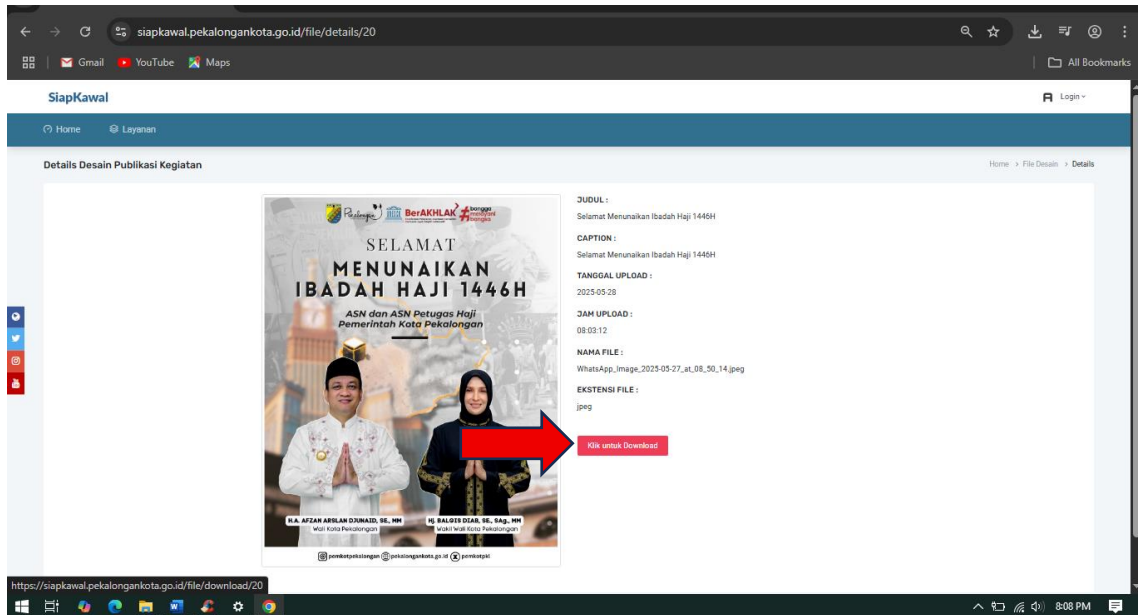 siapkawal.pekalongankota.go.id/file/details/20
Gmail YouTube Maps
All Bookmarks
SiapKawal
Login
Home Layanan
Details Desain Publikasi Kegiatan
Home > File Desain > Details
Pekalongan BerAKHLAK #bangga melayani bangsa
SELAMAT
MENUNAIKAN
IBADAH HAJI 1446H
ASN dan ASN Petugas Haji
Pemerintah Kota Pekalongan
H.A. AFZAN ARSLAN DJUNAID, SE., MM
Wali Kota Pekalongan
Hj. BALGIS DIAB, SE., SAg., MM
Wakil Wali Kota Pekalongan
pemkotpekalongan pekalongankota.go.id pemkotpkl
JUDUL :
Selamat Menunaikan Ibadah Haji 1446H
CAPTION :
Selamat Menunaikan Ibadah Haji 1446H
TANGGAL UPLOAD :
2025-05-28
JAM UPLOAD :
08:03:12
NAMA FILE :
WhatsApp_Image_2025-05-27_at_08_50_14.jpeg
EKSTENSI FILE :
jpeg
Klik untuk Download
https://siapkawal.pekalongankota.go.id/file/download/20
8:08 PM